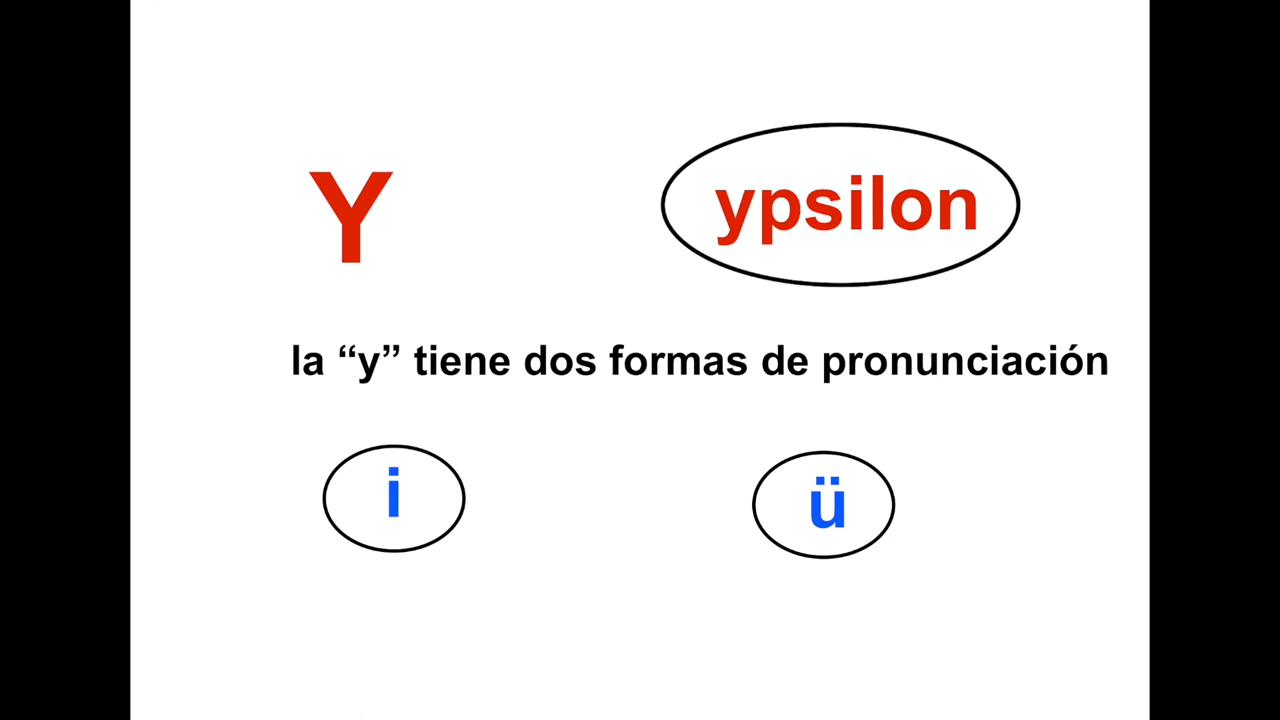 Y ypsilon
la “y” tiene dos formas de pronunciación
i ü